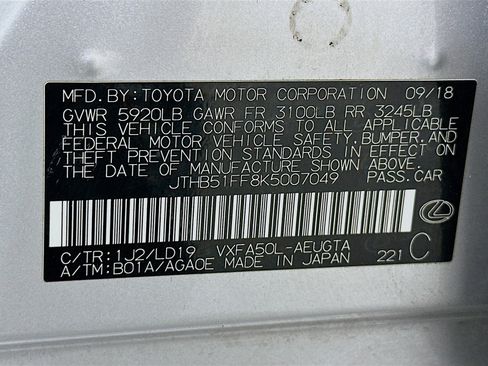 MFD. BY: TOYOTA MOTOR CORPORATION 09/18
GVWR 5920LB GAWR FR 3100LB RR 3245LB
THIS VEHICLE CONFORMS TO ALL APPLICABLE
FEDERAL MOTOR VEHICLE SAFETY, BUMPER, AND
THEFT PREVENTION STANDARDS IN EFFECT ON
THE DATE OF MANUFACTURE SHOWN ABOVE.
JTHB51FF8K5007049 PASS.CAR
C/TR: 1J2/LD19 VXFA50L-AEUGTA
A/TM: B01A/AGA0E MADE IN JAPAN 221 C